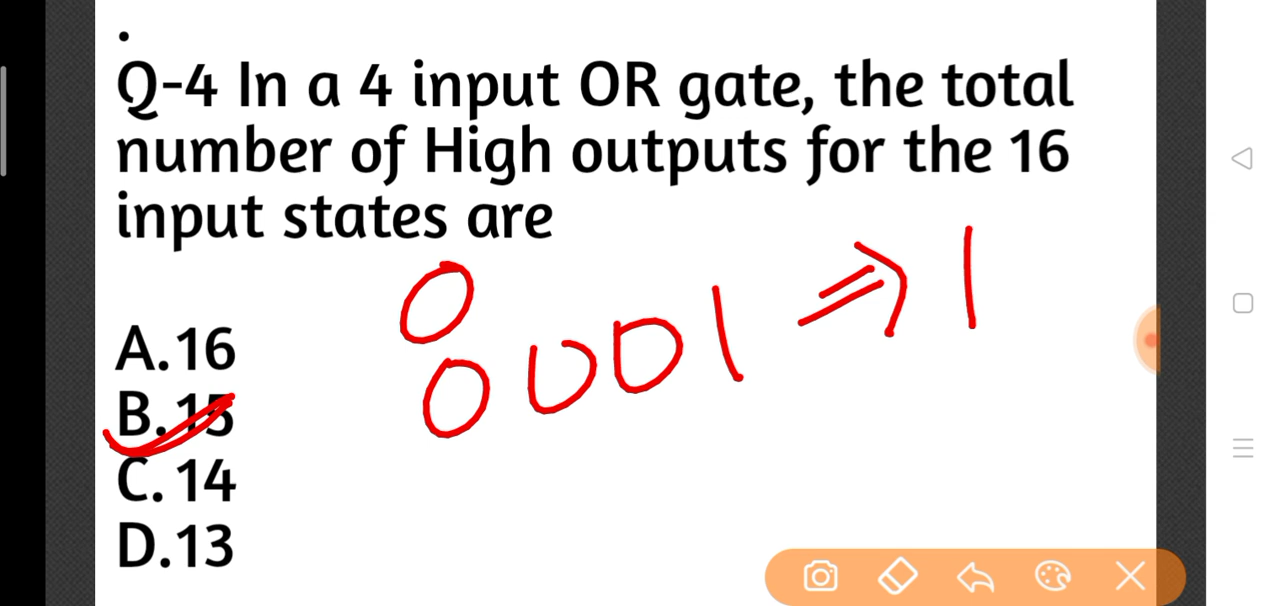 .
Q-4 In a 4 input OR gate, the total
number of High outputs for the 16
input states are
0
0001 ⇒ 1
A.16
B.15
C.14
D.13